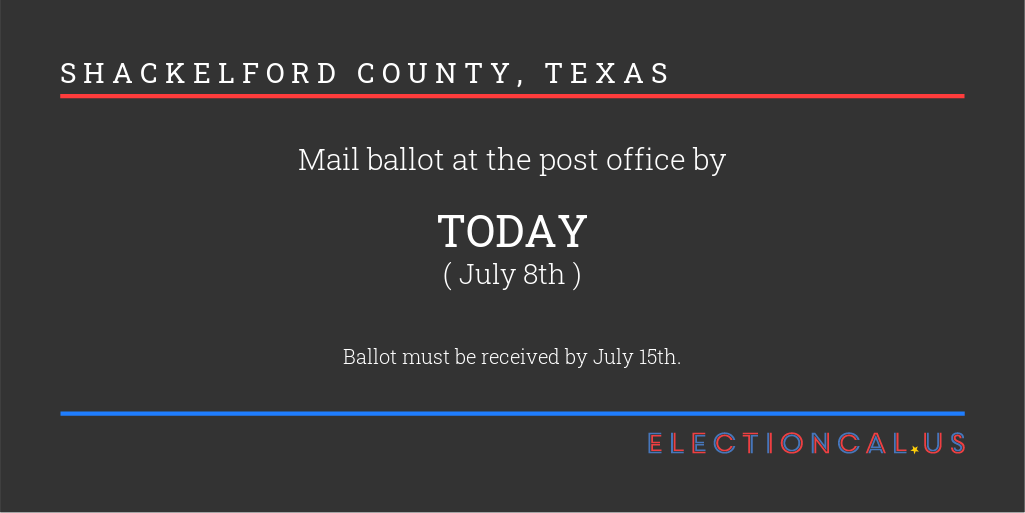 SHACKELFORD COUNTY, TEXAS
Mail ballot at the post office by
TODAY
( July 8th )
Ballot must be received by July 15th.
ELECTIONCAL.US